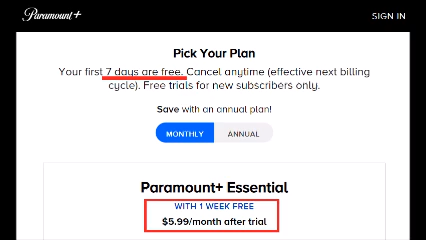 Paramount+
SIGN IN
Pick Your Plan
Your first 7 days are free. Cancel anytime (effective next billing
cycle). Free trials for new subscribers only.
Save with an annual plan!
MONTHLY
ANNUAL
Paramount+ Essential
WITH 1 WEEK FREE
$5.99/month after trial